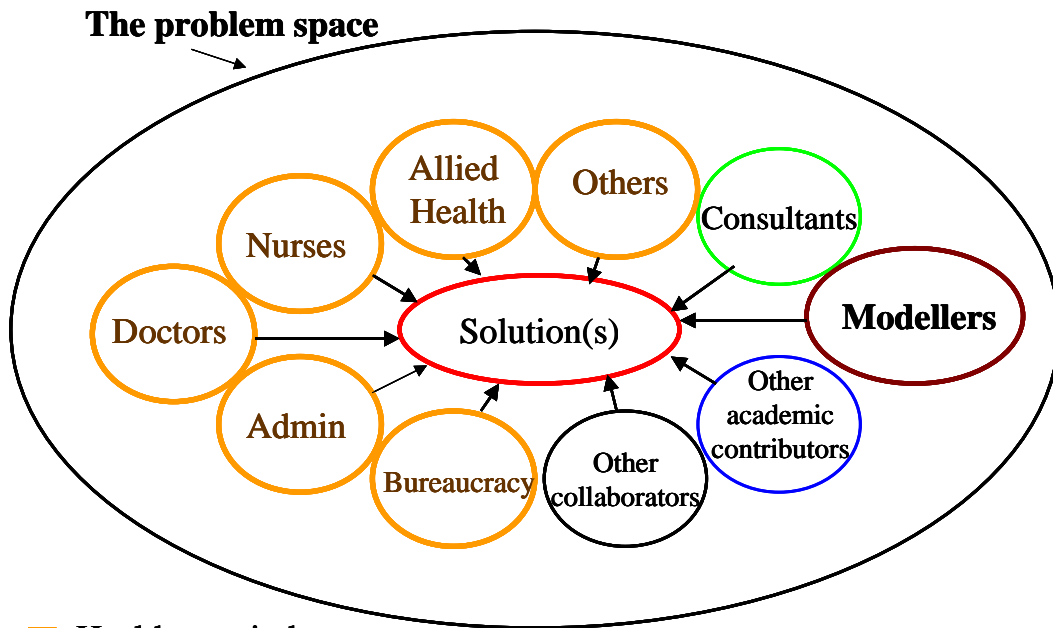 The problem space
Allied
Health
Others
Consultants
Nurses
Modellers
Doctors
Solution(s)
Other
academic
contributors
Admin
Bureaucracy
Other
collaborators